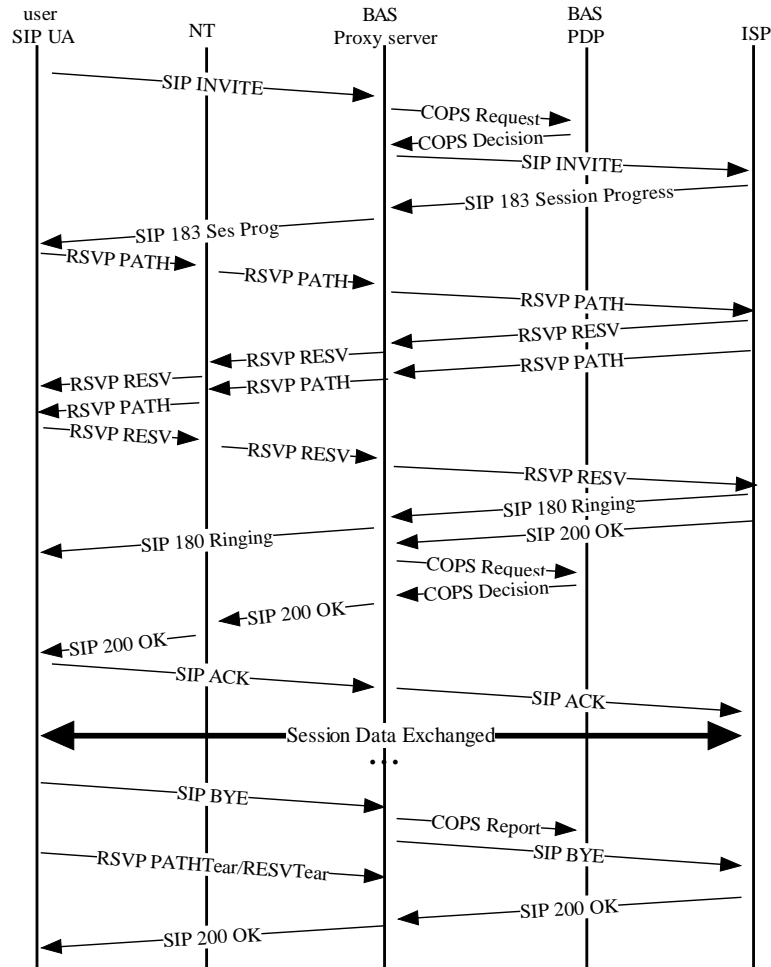 user
SIP UA
NT
BAS
Proxy server
BAS
PDP
ISP
SIP INVITE
COPS Request
COPS Decision
SIP INVITE
SIP 183 Session Progress
SIP 183 Ses Prog
RSVP PATH
RSVP PATH
RSVP PATH
RSVP RESV
RSVP RESV
RSVP PATH
RSVP RESV
RSVP PATH
RSVP PATH
RSVP RESV
RSVP RESV
RSVP RESV
SIP 180 Ringing
SIP 200 OK
SIP 180 Ringing
COPS Request
COPS Decision
SIP 200 OK
SIP 200 OK
SIP ACK
SIP ACK
Session Data Exchanged
...
SIP BYE
COPS Report
SIP BYE
RSVP PATHTear/RESVTear
SIP 200 OK
SIP 200 OK